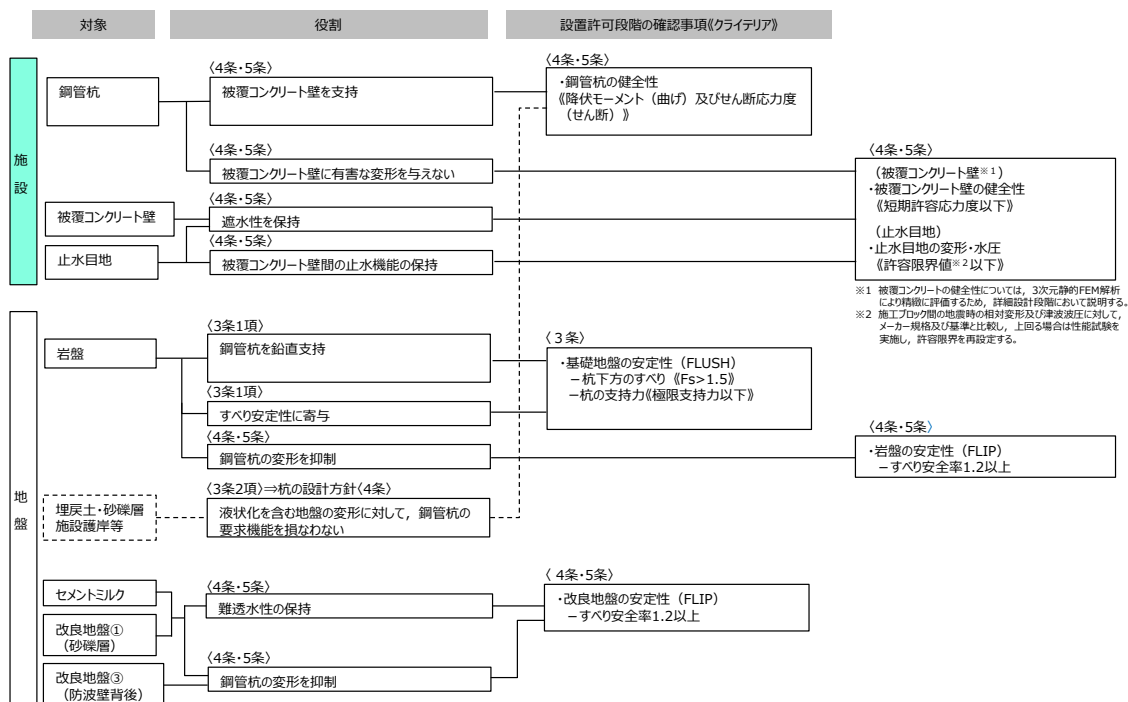 対象
役割
設置許可段階の確認事項《クライテリア》
施
設
鋼管杭
〈4条・5条〉
被覆コンクリート壁を支持
〈4条・5条〉
・鋼管杭の健全性
《降伏モーメント（曲げ）及びせん断応力度
（せん断）》
〈4条・5条〉
被覆コンクリート壁に有害な変形を与えない
被覆コンクリート壁
〈4条・5条〉
遮水性を保持
止水目地
〈4条・5条〉
被覆コンクリート壁間の止水機能の保持
〈4条・5条〉
（被覆コンクリート壁※1）
・被覆コンクリート壁の健全性
《短期許容応力度以下》
（止水目地）
・止水目地の変形・水圧
《許容限界値※2以下》
※1 被覆コンクリートの健全性については，3次元静的FEM解析
により精緻に評価するため，詳細設計段階において説明する。
※2 施工ブロック間の地震時の相対変形及び津波波圧に対して，
メーカー規格及び基準と比較し，上回る場合は性能試験を
実施し，許容限界を再設定する。
地
盤
岩盤
〈3条1項〉
鋼管杭を鉛直支持
〈3条1項〉
すべり安定性に寄与
〈4条・5条〉
鋼管杭の変形を抑制
〈３条〉
・基礎地盤の安定性（FLUSH）
－杭下方のすべり《Fs>1.5》
－杭の支持力《極限支持力以下》
〈4条・5条〉
・岩盤の安定性（FLIP）
－すべり安全率1.2以上
埋戻土・砂礫層
施設護岸等
〈3条2項〉⇒杭の設計方針〈4条〉
液状化を含む地盤の変形に対して，鋼管杭の
要求機能を損なわない
セメントミルク
改良地盤①
（砂礫層）
〈4条・5条〉
難透水性の保持
〈 4条・5条〉
・改良地盤の安定性（FLIP）
－すべり安全率1.2以上
改良地盤③
（防波壁背後）
〈4条・5条〉
鋼管杭の変形を抑制